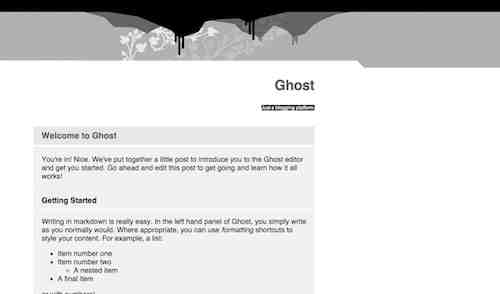 Ghost
Just a blogging platform.
Welcome to Ghost
You're in! Nice. We've put together a little post to introduce you to the Ghost editor
and get you started. Go ahead and edit this post to get going and learn how it all
works!
Getting Started
Writing in markdown is really easy. In the left hand panel of Ghost, you simply write
as you normally would. Where appropriate, you can use formatting shortcuts to
style your content. For example, a list:
Item number one
Item number two
A nested item
A final item
or with numbers!